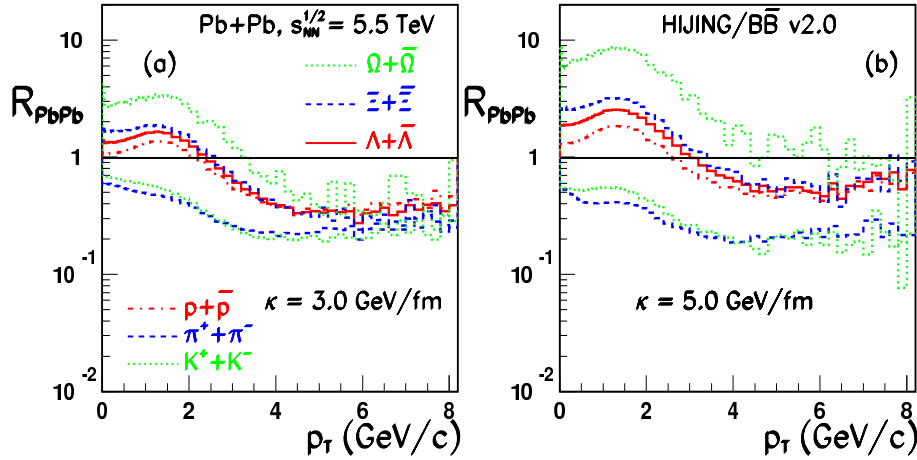 Pb+Pb, s_NN^1/2 = 5.5 TeV
(a)
Ω+Ω̅
Ξ+Ξ̅
Λ+Λ̅
R_PbPb
10
1
10^-1
10^-2
κ = 3.0 GeV/fm
p+p̅
π⁺+π⁻
K⁺+K⁻
0 2 4 6 8
p_T (GeV/c)
HIJING/BB̅ v2.0
(b)
R_PbPb
10
1
10^-1
10^-2
κ = 5.0 GeV/fm
0 2 4 6 8
p_T (GeV/c)